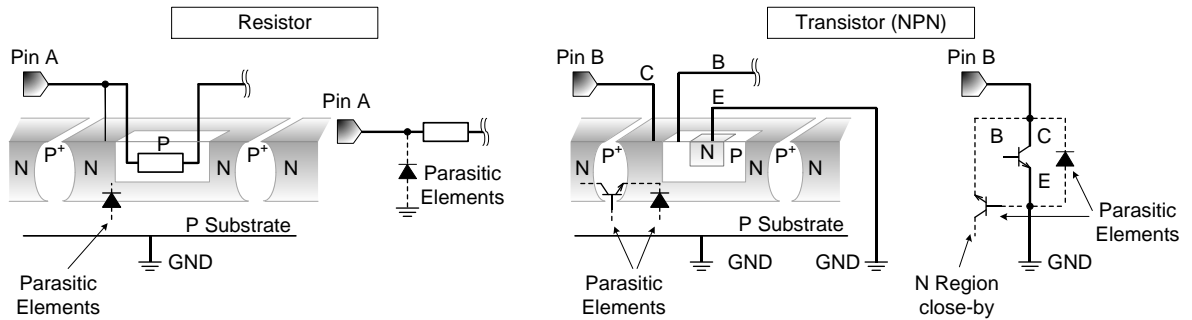 Resistor
Transistor (NPN)
Pin A
Pin A
P
N
P+
N
N
P+
N
Parasitic
Elements
P Substrate
GND
Parasitic
Elements
Pin B
C
B
E
N
P+
N
N
P
N
P+
N
P Substrate
GND
GND
Parasitic
Elements
Pin B
B
C
E
Parasitic
Elements
GND
N Region
close-by